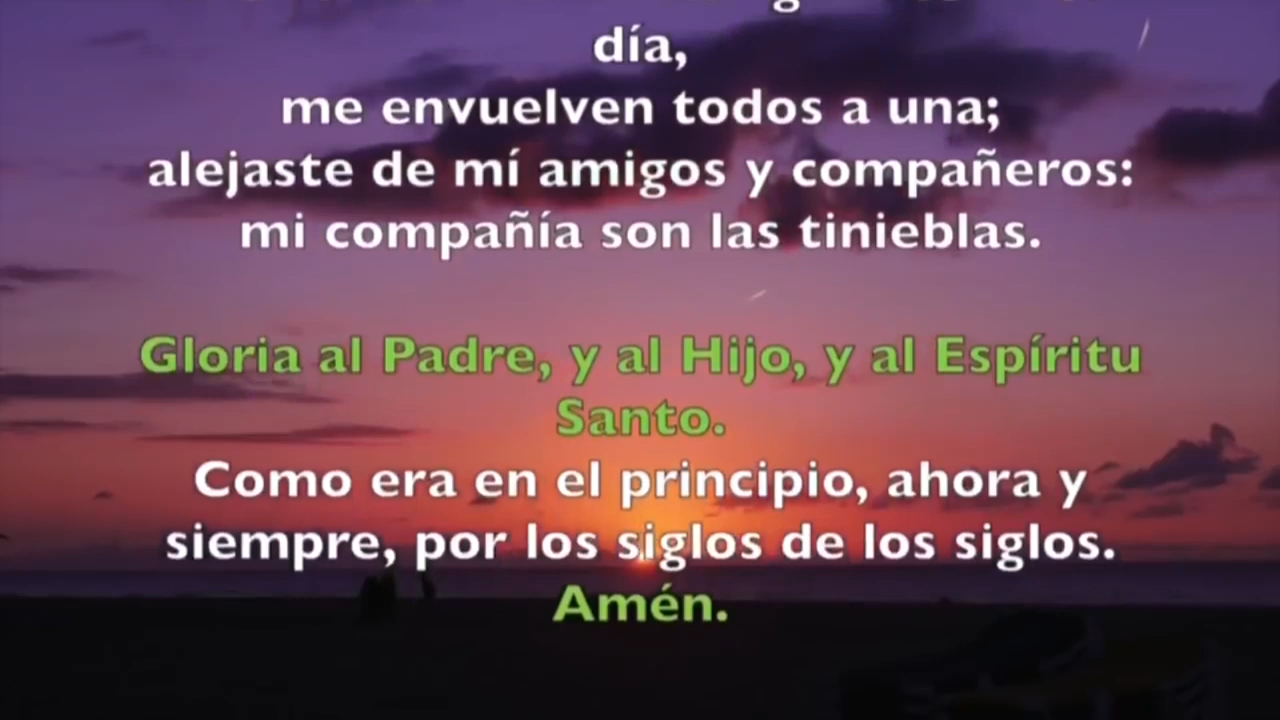 día,
me envuelven todos a una;
alejaste de mí amigos y compañeros:
mi compañía son las tinieblas.
Gloria al Padre, y al Hijo, y al Espíritu
Santo.
Como era en el principio, ahora y
siempre, por los siglos de los siglos.
Amén.